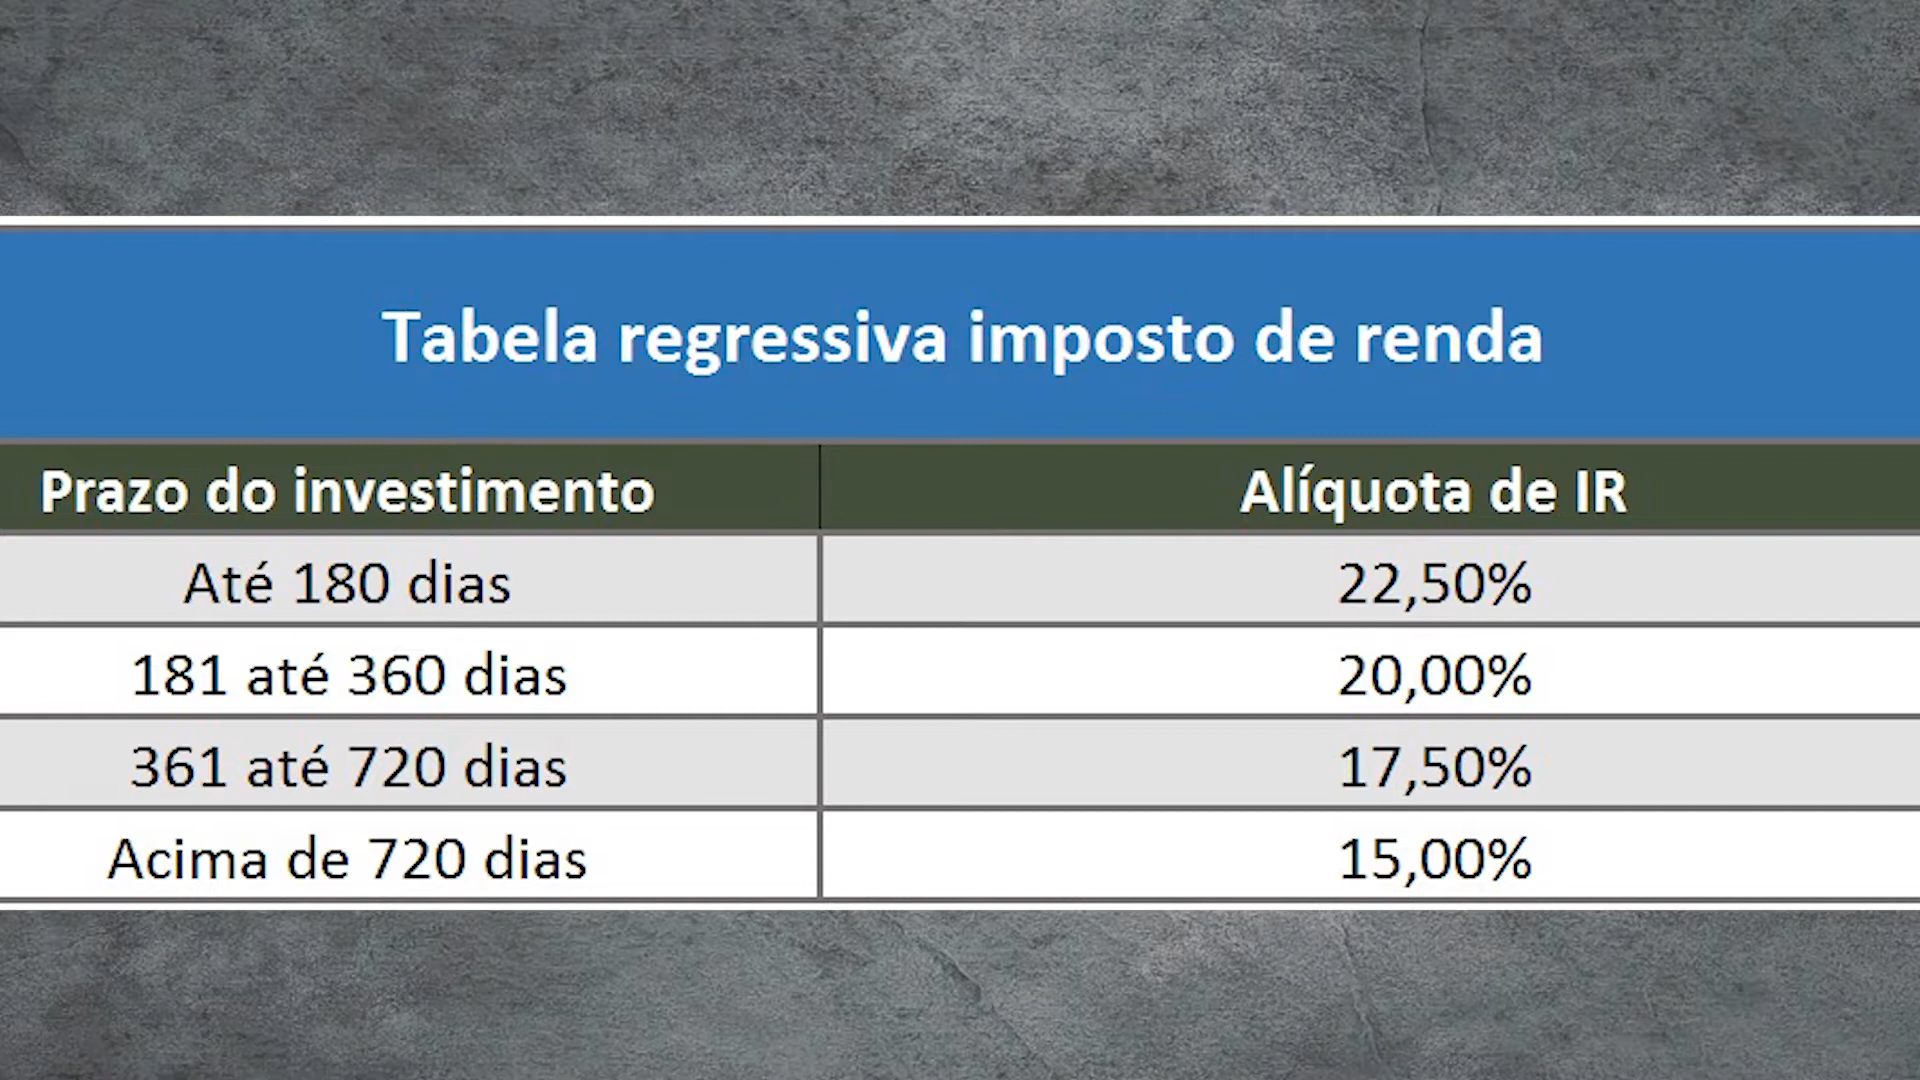 Tabela regressiva imposto de renda
Prazo do investimento Alíquota de IR
Até 180 dias 22,50%
181 até 360 dias 20,00%
361 até 720 dias 17,50%
Acima de 720 dias 15,00%